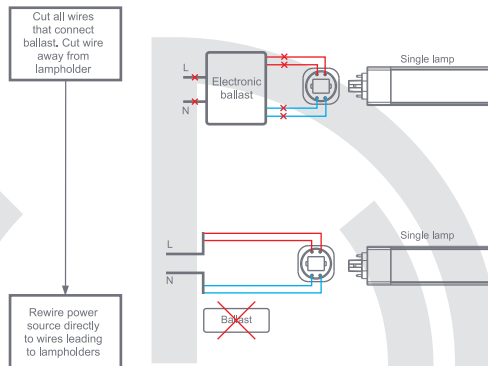 Cut all wires
that connect
ballast. Cut wire
away from
lampholder
L
N
Electronic
ballast
Single lamp
L
N
Single lamp
Ballast
Rewire power
source directly
to wires leading
to lampholders